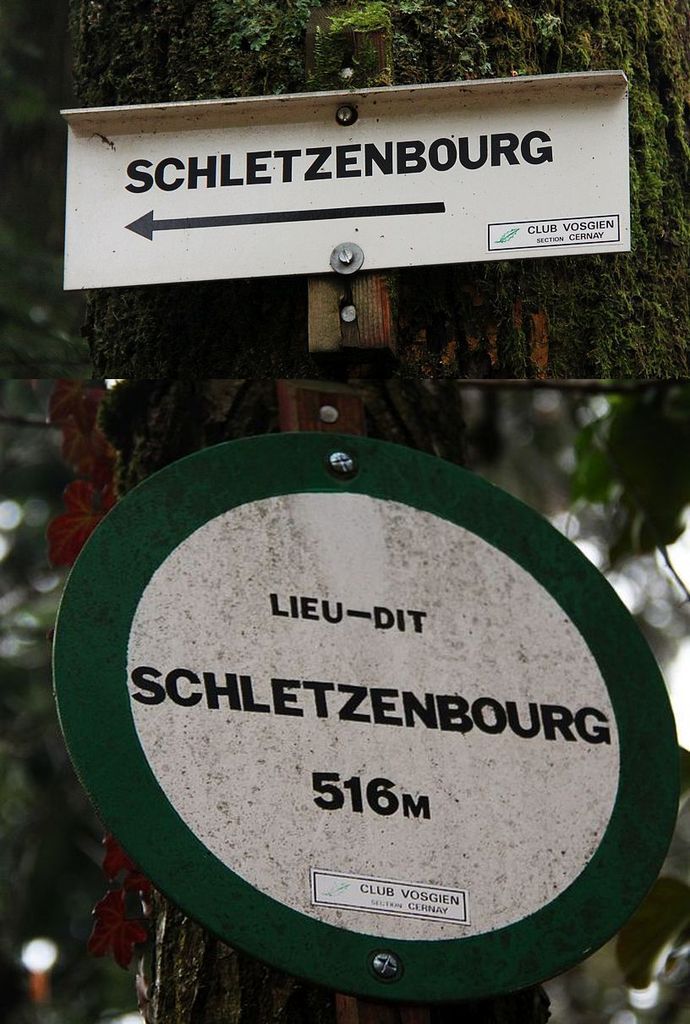 SCHLETZENBOURG
CLUB VOSGIEN
SECTION CERNAY
LIEU-DIT
SCHLETZENBOURG
516M
CLUB VOSGIEN
SECTION CERNAY